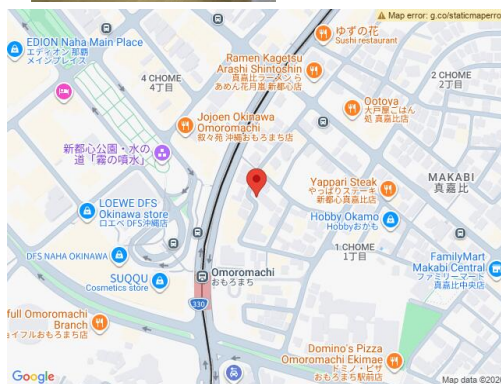 Map error: g.co/staticmaperr
EDION Naha Main Place
エディオン 那覇
メインプレイス
ゆずの花
Sushi restaurant
Ramen Kagetsu
Arashi Shintoshin
真嘉比ラーメン ら
あめん花月嵐 新都心店
4 CHOME
4丁目
2 CHOME
2丁目
Ootoya
大戸屋ごはん
処 真嘉比店
Jojoen Okinawa
Omoromachi
叙々苑 沖縄おもろまち店
新都心公園・水の
道「霧の噴水」
MAKABI
真嘉比
Yappari Steak
やっぱりステーキ
新都心真嘉比店
LOEWE DFS
Okinawa store
ロエベ DFS沖縄店
Hobby Okamo
Hobbyおかも
DFS NAHA OKINAWA
1 CHOME
1丁目
FamilyMart
Makabi Central
ファミリーマート
真嘉比中央店
SUQQU
Cosmetics store
Omoromachi
おもろまち
330
full Omoromachi
Branch
ョイフルおもろまち店
Domino's Pizza
Omoromachi Ekimae
ドミノ・ピザ
おもろまち駅前店
Google
Map data ©202